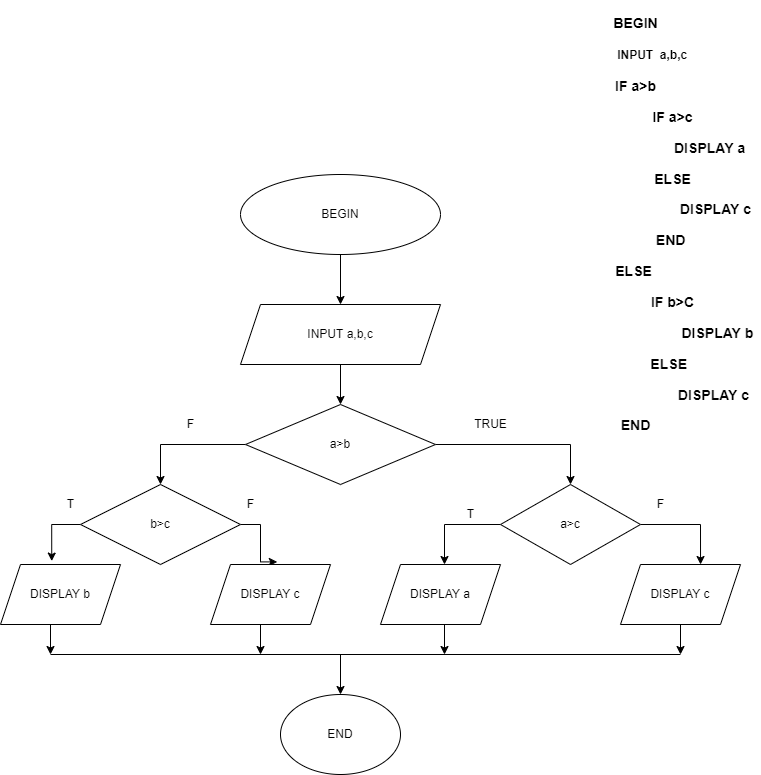 BEGIN
INPUT a,b,c
IF a>b
IF a>c
DISPLAY a
ELSE
DISPLAY c
END
ELSE
IF b>C
DISPLAY b
ELSE
DISPLAY c
END
BEGIN
INPUT a,b,c
F
TRUE
a>b
T
F
b>c
T
F
a>c
DISPLAY b
DISPLAY c
DISPLAY a
DISPLAY c
END